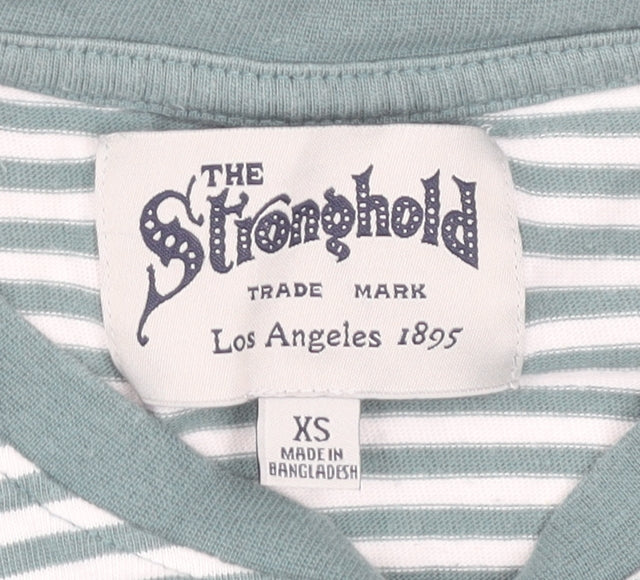 THE
Stronghold
TRADE MARK
Los Angeles 1895
XS
MADE IN
BANGLADESH